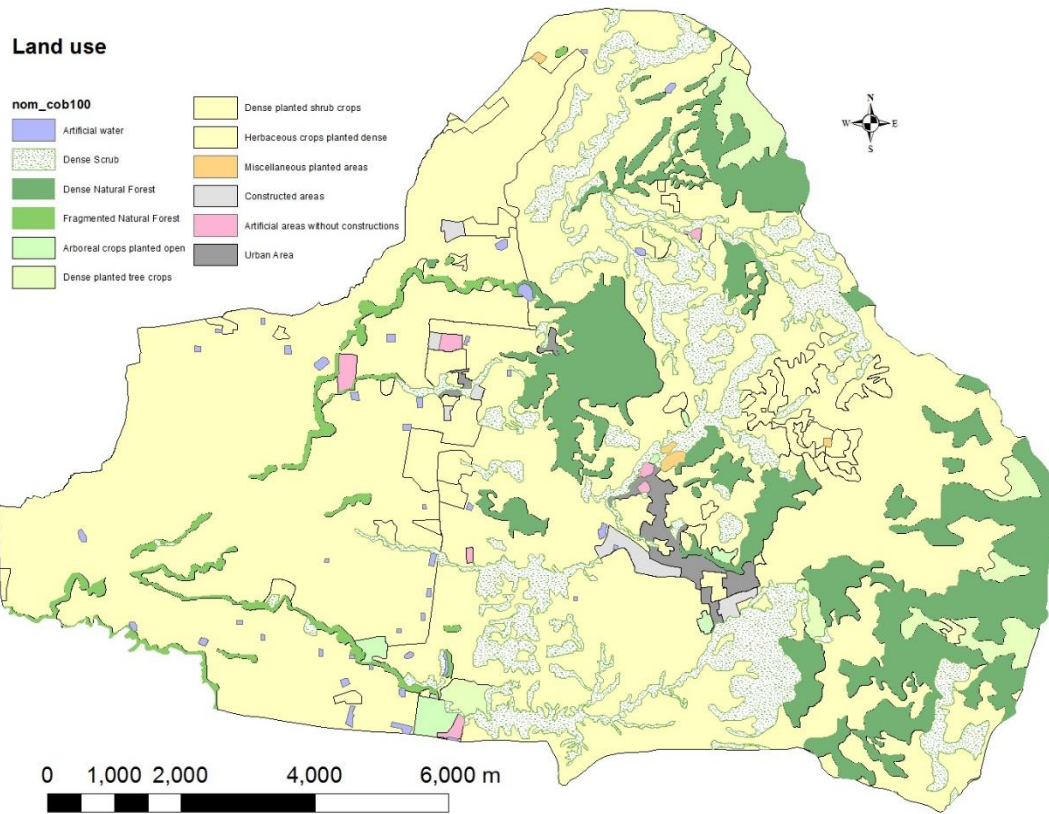 Land use
nom_cob100
Artificial water
Dense Scrub
Dense Natural Forest
Fragmented Natural Forest
Arboreal crops planted open
Dense planted tree crops
Dense planted shrub crops
Herbaceous crops planted dense
Miscellaneous planted areas
Constructed areas
Artificial areas without constructions
Urban Area
N
W E
S
0 1,000 2,000 4,000 6,000 m